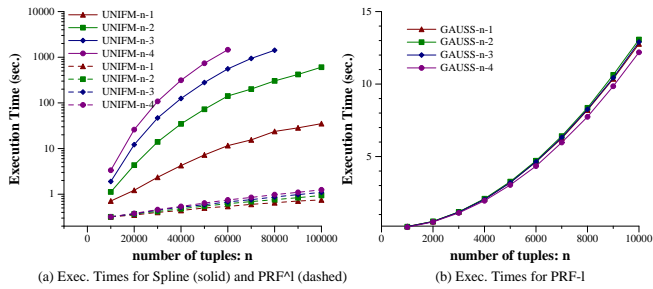 (a)
UNIFM-n-1
UNIFM-n-2
UNIFM-n-3
UNIFM-n-4
UNIFM-n-1
UNIFM-n-2
UNIFM-n-3
UNIFM-n-4
10000
1000
100
10
1
Execution Time (sec.)
0 20000 40000 60000 80000 100000
number of tuples: n
(a) Exec. Times for Spline (solid) and PRF^l (dashed)
(b)
GAUSS-n-1
GAUSS-n-2
GAUSS-n-3
GAUSS-n-4
15
10
5
Execution Time (sec.)
0 2000 4000 6000 8000 10000
number of tuples: n
(b) Exec. Times for PRF-l